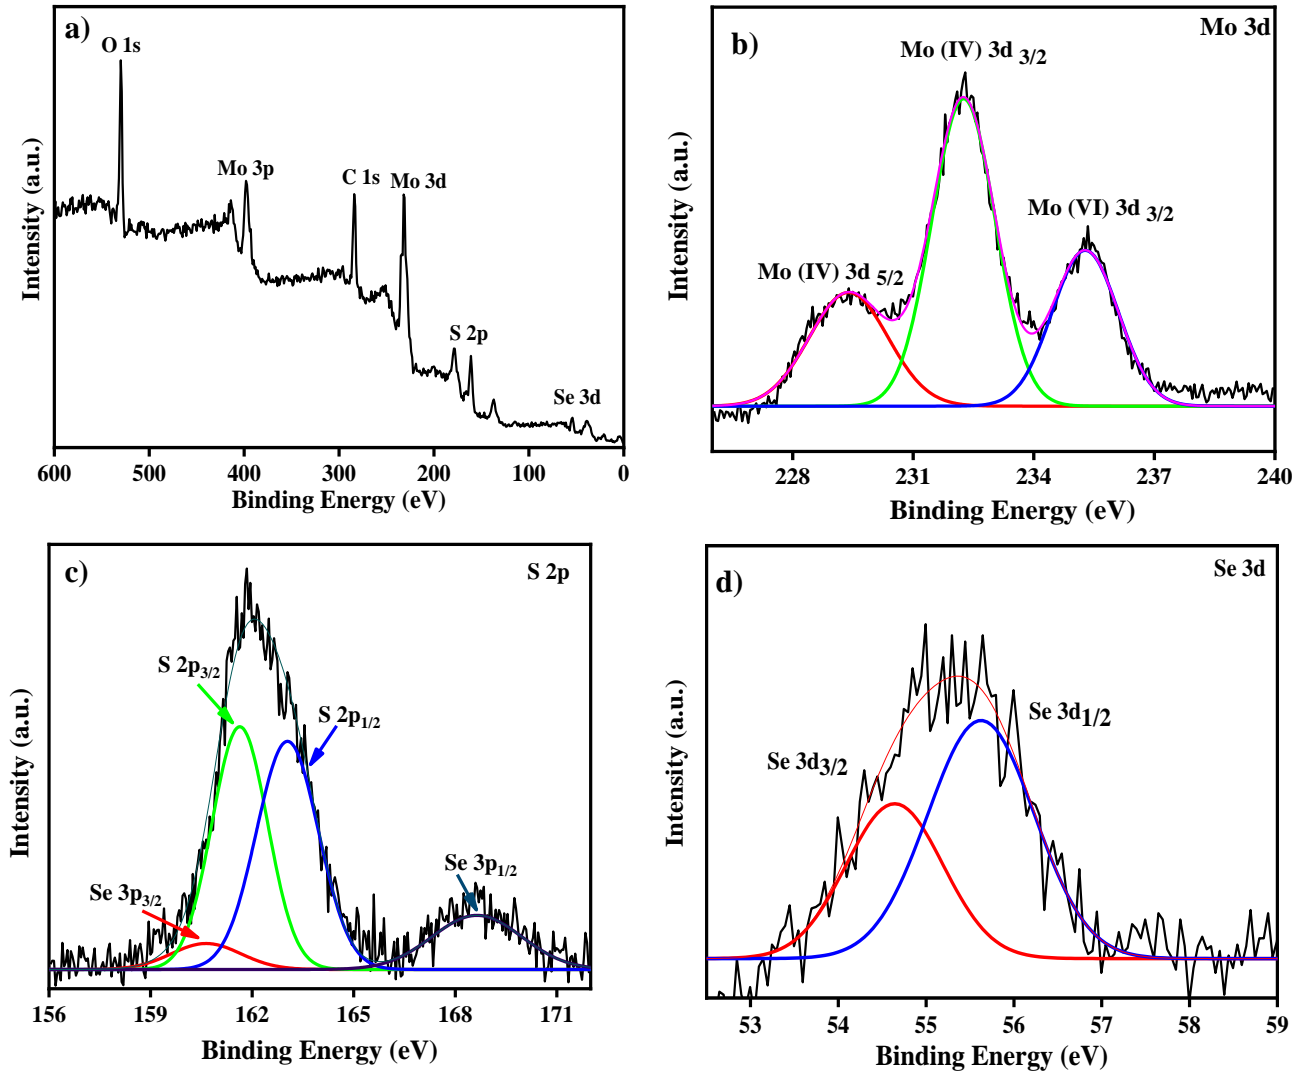 a)
O 1s
Mo 3p
C 1s
Mo 3d
S 2p
Se 3d
Intensity (a.u.)
600 500 400 300 200 100 0
Binding Energy (eV)
b)
Mo 3d
Mo (IV) 3d 3/2
Mo (VI) 3d 3/2
Mo (IV) 3d 5/2
Intensity (a.u.)
228 231 234 237 240
Binding Energy (eV)
c)
S 2p
S 2p3/2
S 2p1/2
Se 3p3/2
Se 3p1/2
Intensity (a.u.)
156 159 162 165 168 171
Binding Energy (eV)
d)
Se 3d
Se 3d1/2
Se 3d3/2
Intensity (a.u.)
53 54 55 56 57 58 59
Binding Energy (eV)